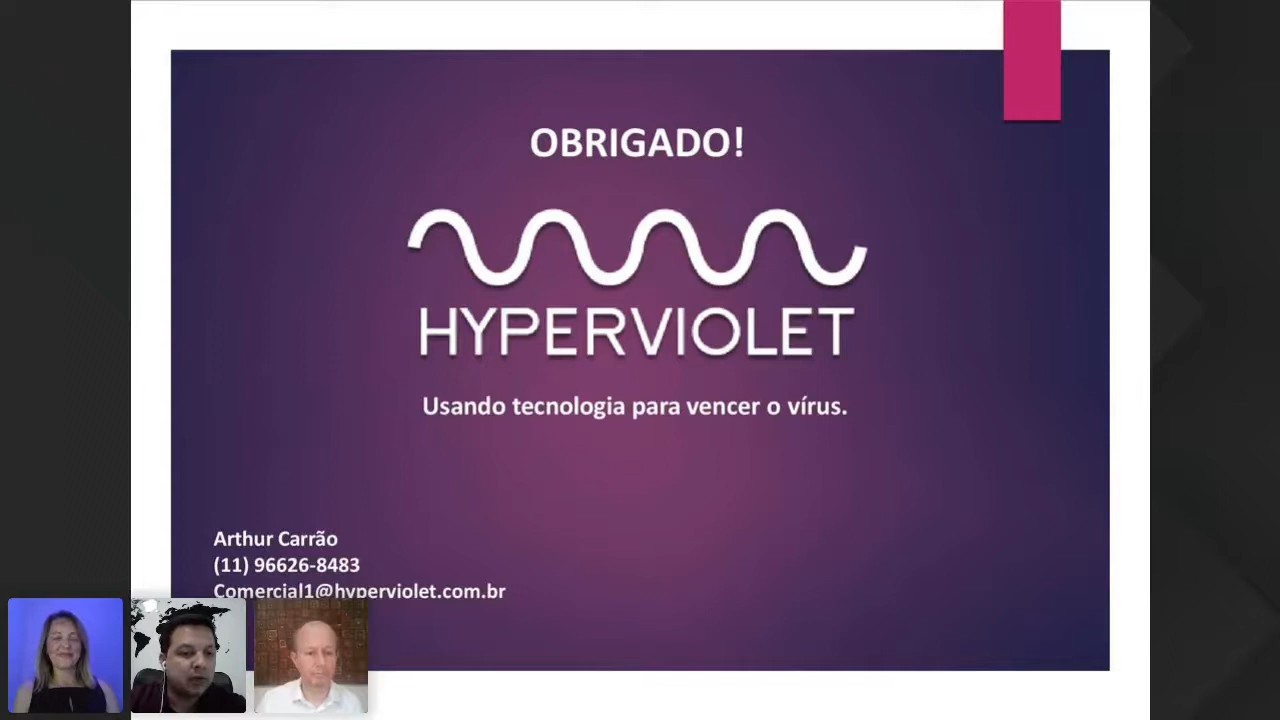 OBRIGADO!
HYPERVIOLET
Usando tecnologia para vencer o vírus.
Arthur Carrão
(11) 96626-8483
Comercial1@hyperviolet.com.br